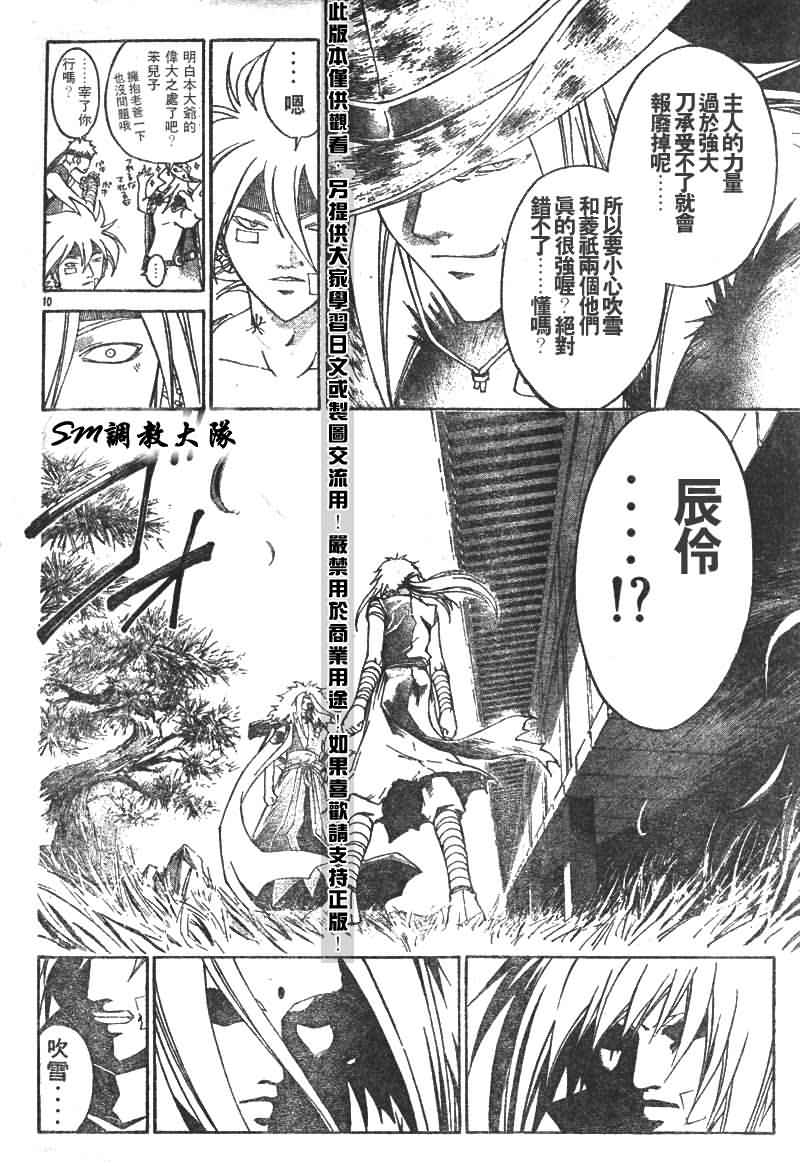 主人的力量
過於強大
刀承受不了就會
報廢掉呢……
所以要小心吹雪
和菱祇兩個他們
真的很強喔？絕對
錯不了……懂嗎？
‥‥嗯
明白本大爺的
偉大之處了吧？
擁抱老爸一下
也沒問題哦
笨兒子
……宰了你
行嗎？
……
10
此版本僅供觀看，另提供大家學習日文或製圖交流用！嚴禁用於商業用途！如果喜歡請支持正版！
SM調教大隊
辰伶
‥‥!?
吹雪‥‥